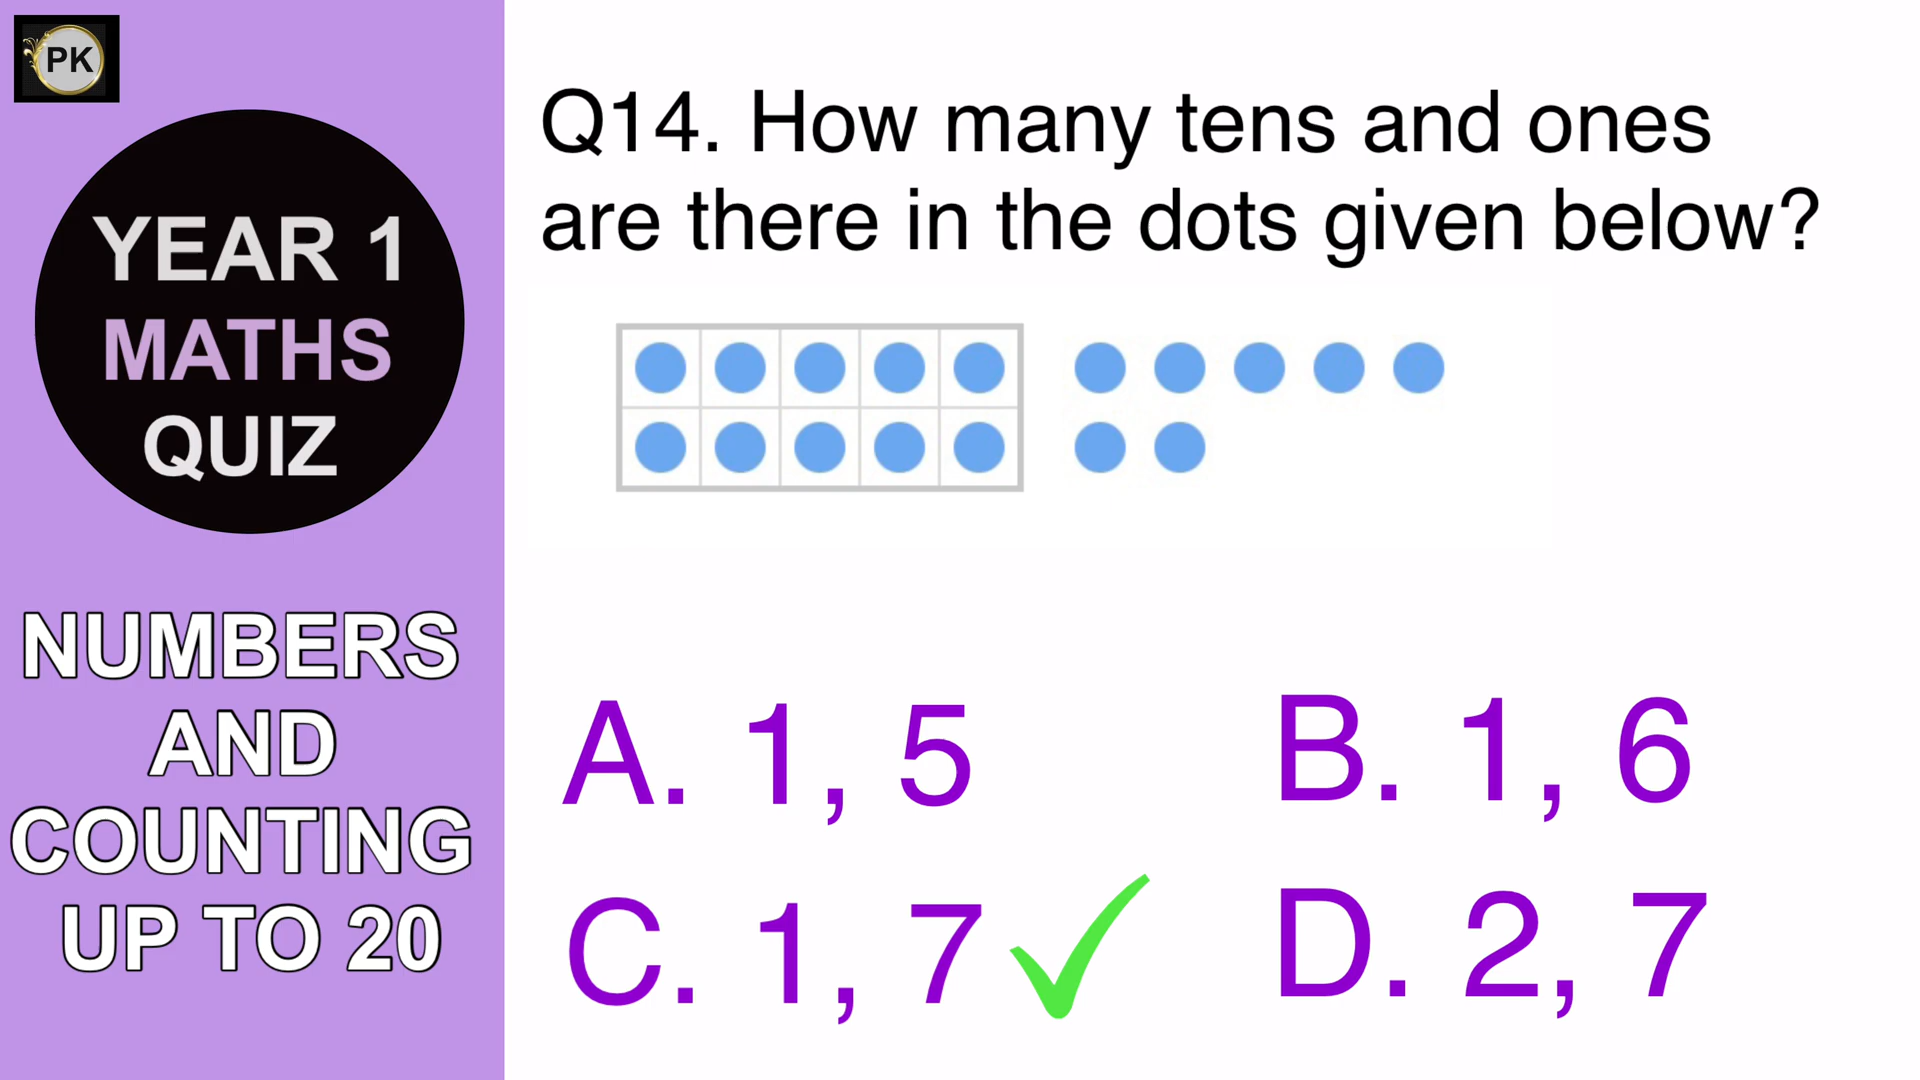 PK
YEAR 1
MATHS
QUIZ
NUMBERS
AND
COUNTING
UP TO 20
Q14. How many tens and ones
are there in the dots given below?
A. 1, 5
B. 1, 6
C. 1, 7
D. 2, 7